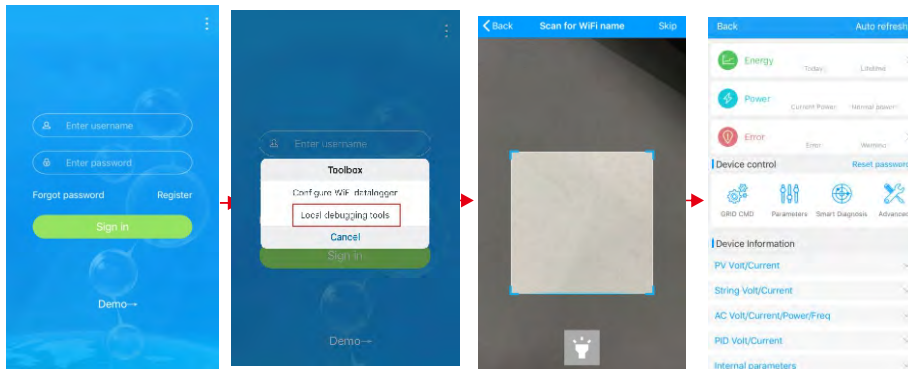 Enter username
Enter password
Forgot password Register
Sign in
Demo→
Enter username
Toolbox
Configure WiFi datalogger
Local debugging tools
Cancel
Sign in
Demo→
Back Scan for WiFi name Skip
Back Auto refresh
Energy
Today: Lifetime:
Power
Current Power: Normal power:
Error
Error: Warning:
Device control Reset password
GRID CMD Parameters Smart Diagnosis Advanced
Device Information
PV Volt/Current
String Volt/Current
AC Volt/Current/Power/Freq
PID Volt/Current
Internal parameters